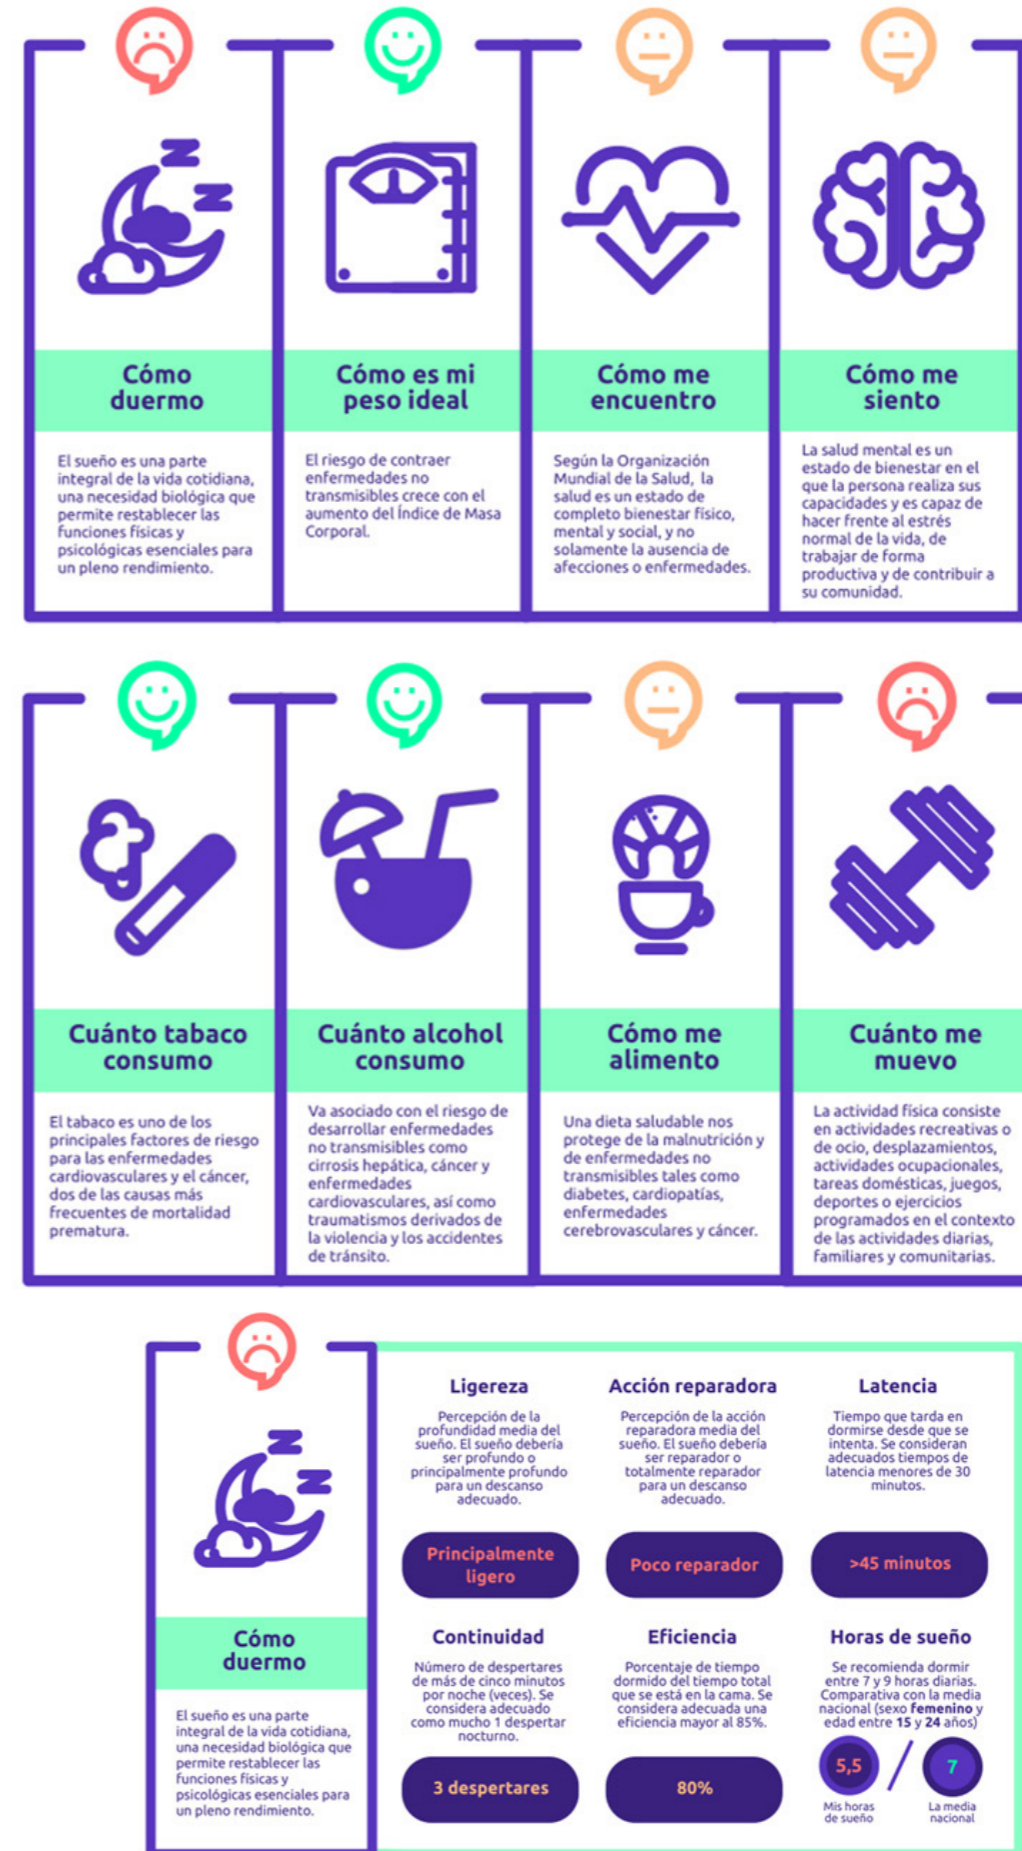 Cómo
duermo
El sueño es una parte
integral de la vida cotidiana,
una necesidad biológica que
permite restablecer las
funciones físicas y
psicológicas esenciales para
un pleno rendimiento.
Cómo es mi
peso ideal
El riesgo de contraer
enfermedades no
transmisibles crece con el
aumento del Índice de Masa
Corporal.
Cómo me
encuentro
Según la Organización
Mundial de la Salud, la
salud es un estado de
completo bienestar físico,
mental y social, y no
solamente la ausencia de
afecciones o enfermedades.
Cómo me
siento
La salud mental es un
estado de bienestar en el
que la persona realiza sus
capacidades y es capaz de
hacer frente al estrés
normal de la vida, de
trabajar de forma
productiva y de contribuir a
su comunidad.
Cuánto tabaco
consumo
El tabaco es uno de los
principales factores de riesgo
para las enfermedades
cardiovasculares y el cáncer,
dos de las causas más
frecuentes de mortalidad
prematura.
Cuánto alcohol
consumo
Va asociado con el riesgo de
desarrollar enfermedades
no transmisibles como
cirrosis hepática, cáncer y
enfermedades
cardiovasculares, así como
traumatismos derivados de
la violencia y los accidentes
de tránsito.
Cómo me
alimento
Una dieta saludable nos
protege de la malnutrición y
de enfermedades no
transmisibles tales como
diabetes, cardiopatías,
enfermedades
cerebrovasculares y cáncer.
Cuánto me
muevo
La actividad física consiste
en actividades recreativas o
de ocio, desplazamientos,
actividades ocupacionales,
tareas domésticas, juegos,
deportes o ejercicios
programados en el contexto
de las actividades diarias,
familiares y comunitarias.
Cómo
duermo
El sueño es una parte
integral de la vida cotidiana,
una necesidad biológica que
permite restablecer las
funciones físicas y
psicológicas esenciales para
un pleno rendimiento.
Ligereza
Percepción de la
profundidad media del
sueño. El sueño debería
ser profundo o
principalmente profundo
para un descanso
adecuado.
Principalmente
ligero
Acción reparadora
Percepción de la acción
reparadora media del
sueño. El sueño debería
ser reparador o
totalmente reparador
para un descanso
adecuado.
Poco reparador
Latencia
Tiempo que tarda en
dormirse desde que se
intenta. Se consideran
adecuados tiempos de
latencia menores de 30
minutos.
>45 minutos
Continuidad
Número de despertares
de más de cinco minutos
por noche (veces). Se
considera adecuado
como mucho 1 despertar
nocturno.
3 despertares
Eficiencia
Porcentaje de tiempo
dormido del tiempo total
que se está en la cama. Se
considera adecuada una
eficiencia mayor al 85%.
80%
Horas de sueño
Se recomienda dormir
entre 7 y 9 horas diarias.
Comparativa con la media
nacional (sexo femenino y
edad entre 15 y 24 años)
5,5 / 7
Mis horas
de sueño
La media
nacional